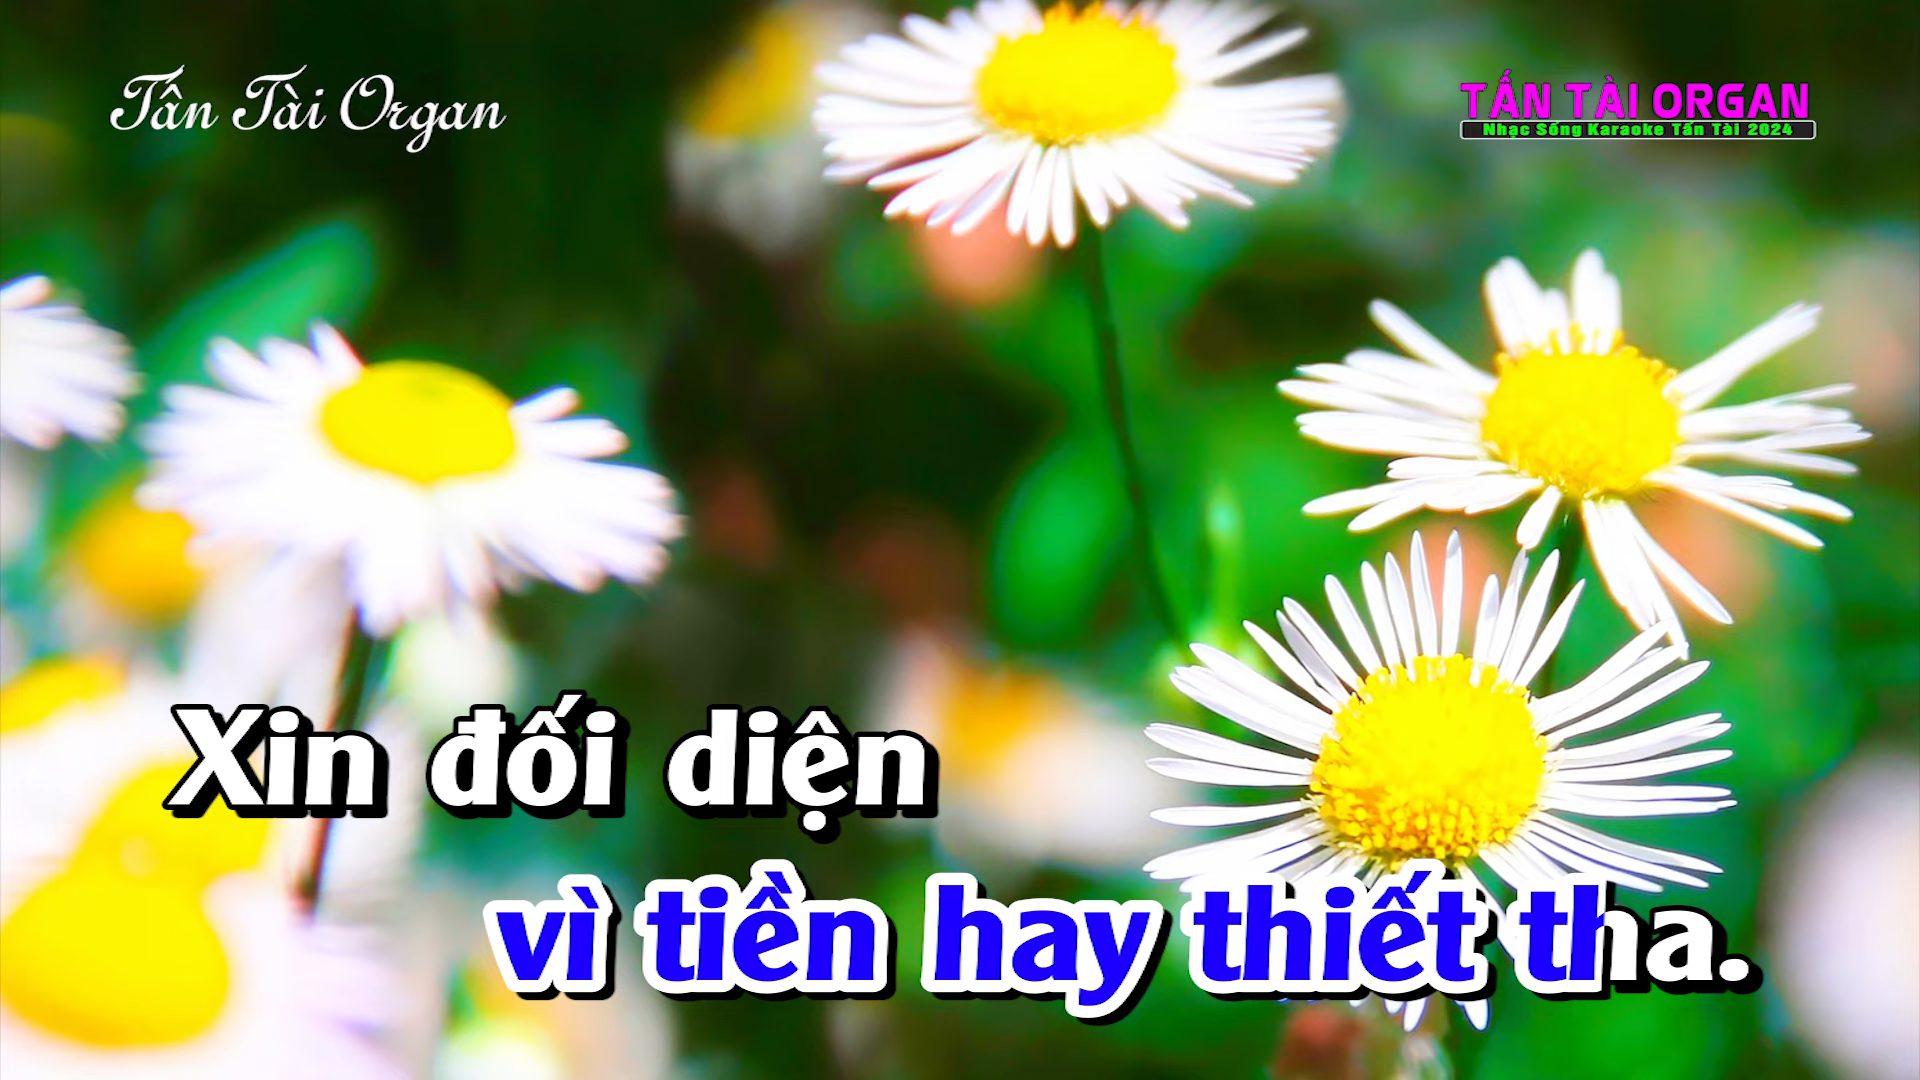 Tấn Tài Organ
TẤN TÀI ORGAN
Nhạc Sống Karaoke Tấn Tài 2024
Xin đối diện
vì tiền hay thiết tha.